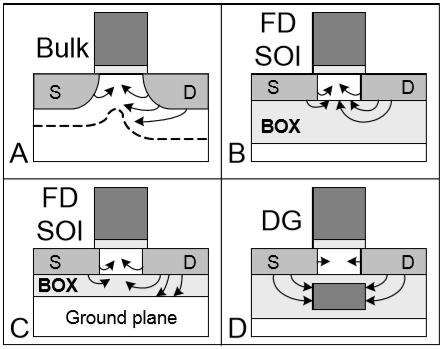 Bulk
S D
A
FD
SOI
S D
BOX
B
FD
SOI
S D
BOX
Ground plane
C
DG
S D
D